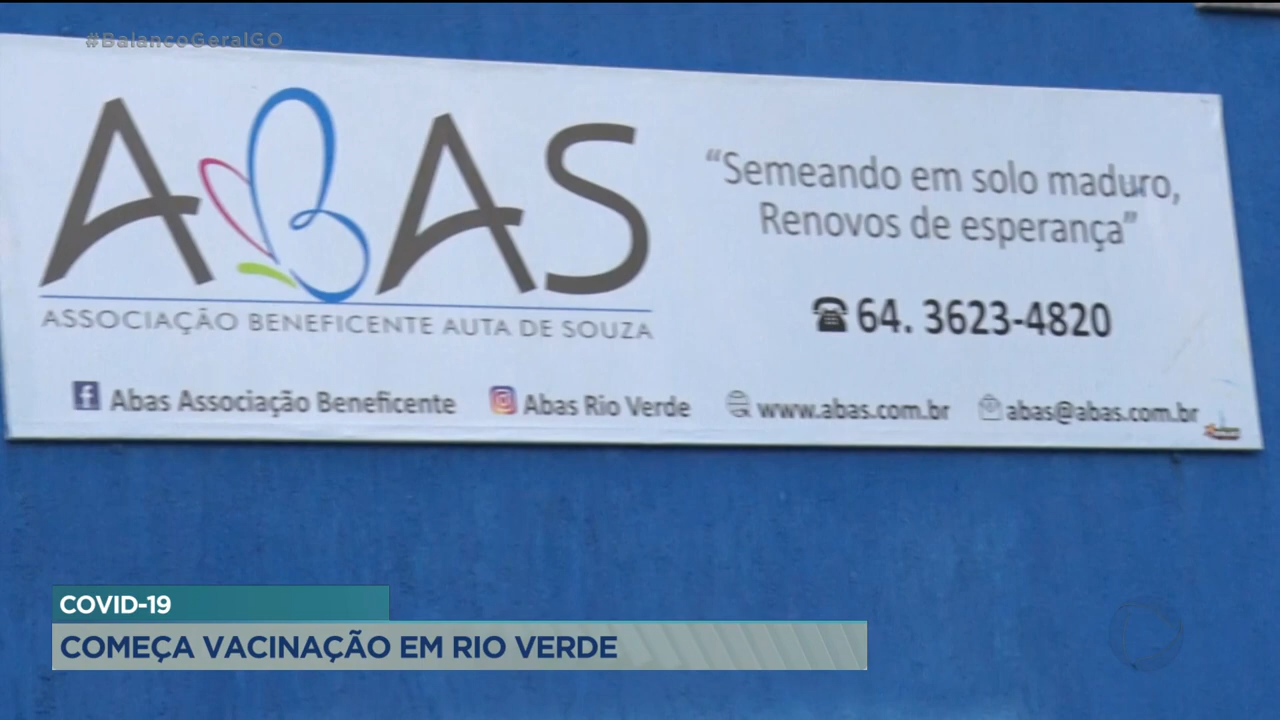 #BalancoGeralGO
ABAS
ASSOCIAÇÃO BENEFICENTE AUTA DE SOUZA
“Semeando em solo maduro,
Renovos de esperança”
64. 3623-4820
Abas Associação Beneficente Abas Rio Verde www.abas.com.br abas@abas.com.br
COVID-19
COMEÇA VACINAÇÃO EM RIO VERDE